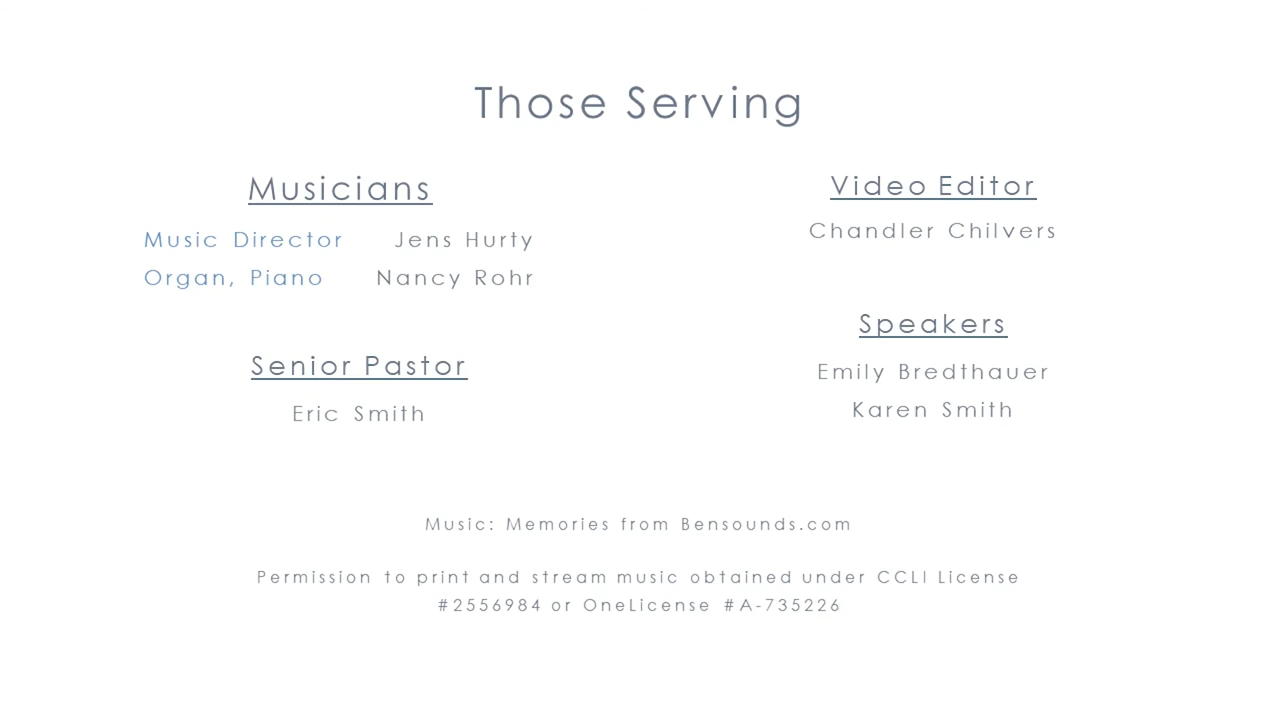 Those Serving
Musicians
Music Director Jens Hurty
Organ, Piano Nancy Rohr
Senior Pastor
Eric Smith
Video Editor
Chandler Chilvers
Speakers
Emily Bredthauer
Karen Smith
Music: Memories from Bensounds.com
Permission to print and stream music obtained under CCLI License
#2556984 or OneLicense #A-735226